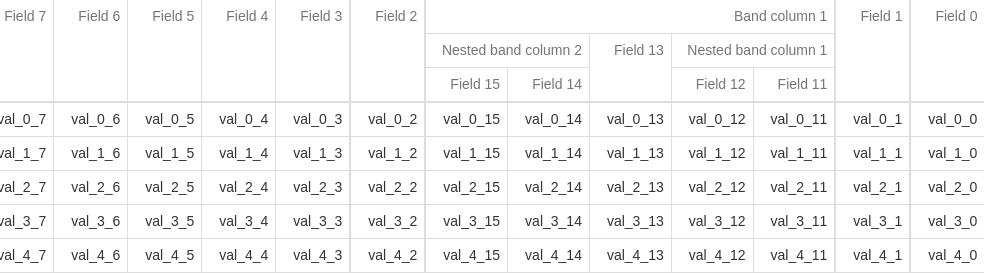 Field 7 Field 6 Field 5 Field 4 Field 3 Field 2 Band column 1 Field 1 Field 0
Nested band column 2 Field 13 Nested band column 1
Field 15 Field 14 Field 12 Field 11
val_0_7 val_0_6 val_0_5 val_0_4 val_0_3 val_0_2 val_0_15 val_0_14 val_0_13 val_0_12 val_0_11 val_0_1 val_0_0
val_1_7 val_1_6 val_1_5 val_1_4 val_1_3 val_1_2 val_1_15 val_1_14 val_1_13 val_1_12 val_1_11 val_1_1 val_1_0
val_2_7 val_2_6 val_2_5 val_2_4 val_2_3 val_2_2 val_2_15 val_2_14 val_2_13 val_2_12 val_2_11 val_2_1 val_2_0
val_3_7 val_3_6 val_3_5 val_3_4 val_3_3 val_3_2 val_3_15 val_3_14 val_3_13 val_3_12 val_3_11 val_3_1 val_3_0
val_4_7 val_4_6 val_4_5 val_4_4 val_4_3 val_4_2 val_4_15 val_4_14 val_4_13 val_4_12 val_4_11 val_4_1 val_4_0